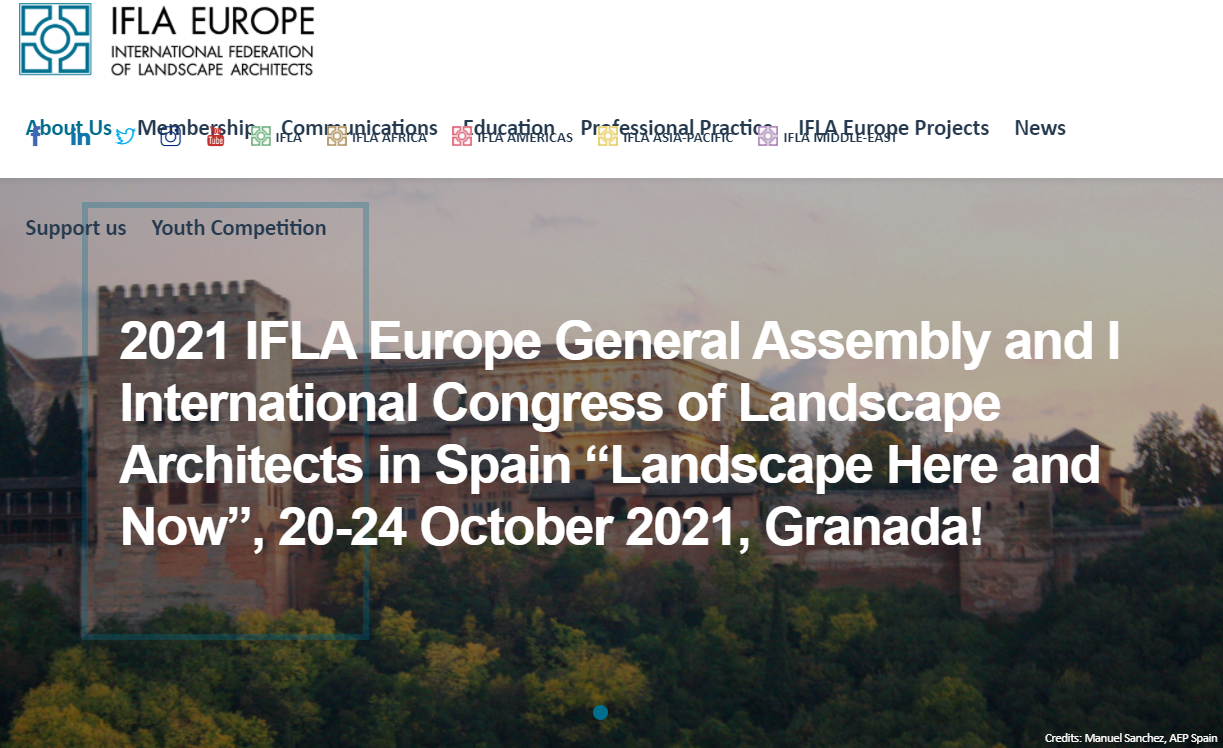 IFLA EUROPE
INTERNATIONAL FEDERATION
OF LANDSCAPE ARCHITECTS
About Us Membership Communications Education Professional Practice IFLA Europe Projects News
f in You Tube IFLA IFLA AFRICA IFLA AMERICAS IFLA ASIA-PACIFIC IFLA MIDDLE-EAST
Support us Youth Competition
2021 IFLA Europe General Assembly and I
International Congress of Landscape
Architects in Spain “Landscape Here and
Now”, 20-24 October 2021, Granada!
Credits: Manuel Sanchez, AEP Spain